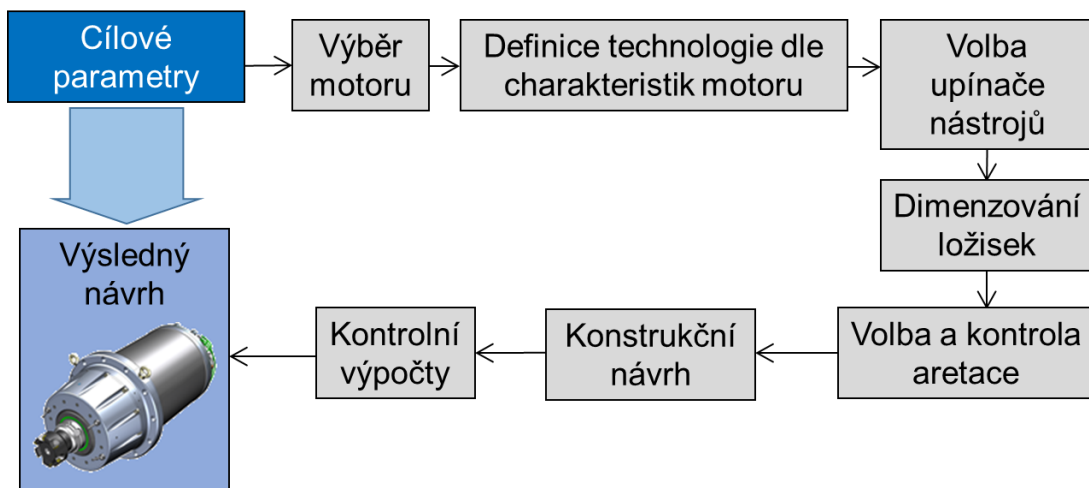 Cílové
parametry
Výběr
motoru
Definice technologie dle
charakteristik motoru
Volba
upínače
nástrojů
Dimenzování
ložisek
Volba a kontrola
aretace
Konstrukční
návrh
Kontrolní
výpočty
Výsledný
návrh